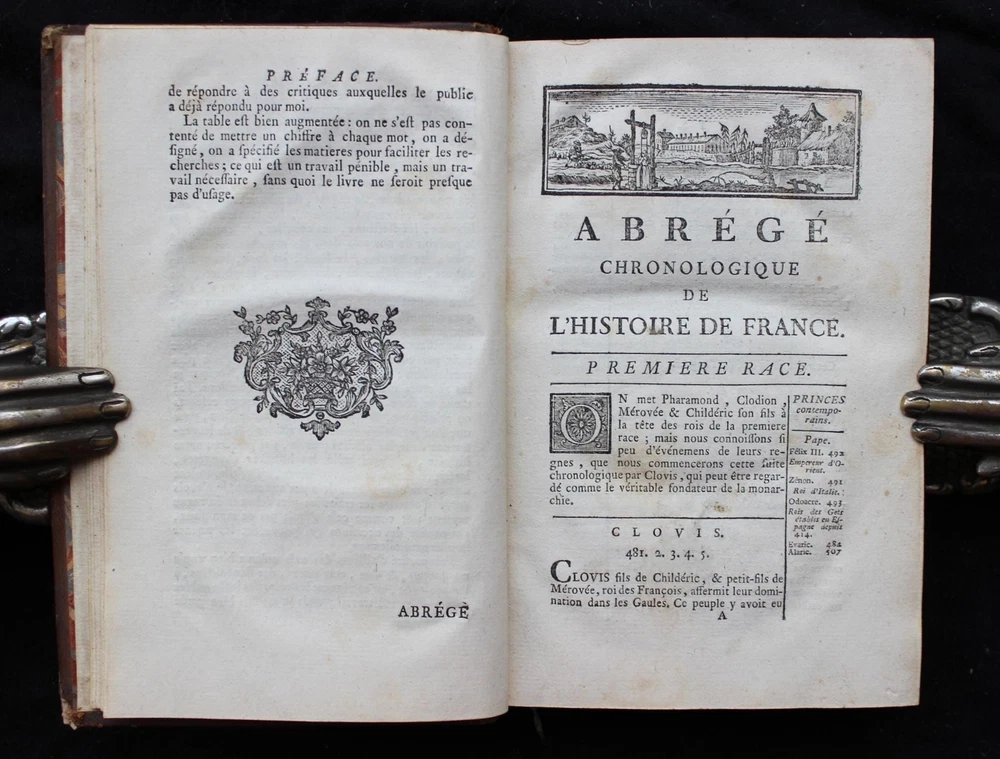 PRÉFACE.
de répondre à des critiques auxquelles le public
a déjà répondu pour moi.
La table eſt bien augmentée : on ne s'eſt pas con-
tenté de mettre un chiffre à chaque mot, on a dé-
ſigné, on a ſpécifié les matieres pour faciliter les re-
cherches ; ce qui eſt un travail pénible, mais un tra-
vail néceſſaire, ſans quoi le livre ne ſeroit preſque
pas d'uſage.
ABRÉGÉ
ABRÉGÉ
CHRONOLOGIQUE
DE
L'HISTOIRE DE FRANCE.
PREMIERE RACE.
ON met Pharamond, Clodion,
Mérovée & Childéric ſon fils à
la tête des rois de la premiere
race ; mais nous connoiſſons ſi
peu d'événemens de leurs re-
gnes, que nous commencerons cette ſuite
chronologique par Clovis, qui peut être regar-
dé comme le véritable fondateur de la monar-
chie.
PRINCES
contempo-
rains.
Pape.
Félix III. 492
Empereur d'O-
rient.
Zénon. 491
Roi d'Italie.
Odoacre. 493
Rois des Gots
établis en Eſ-
pagne depuis
414.
Evaric. 484
Alaric. 507
CLOVIS.
481. 2. 3. 4. 5.
CLOVIS fils de Childéric, & petit-fils de
Mérovée, roi des François, affermit leur domi-
nation dans les Gaules. Ce peuple y avoit eu
A